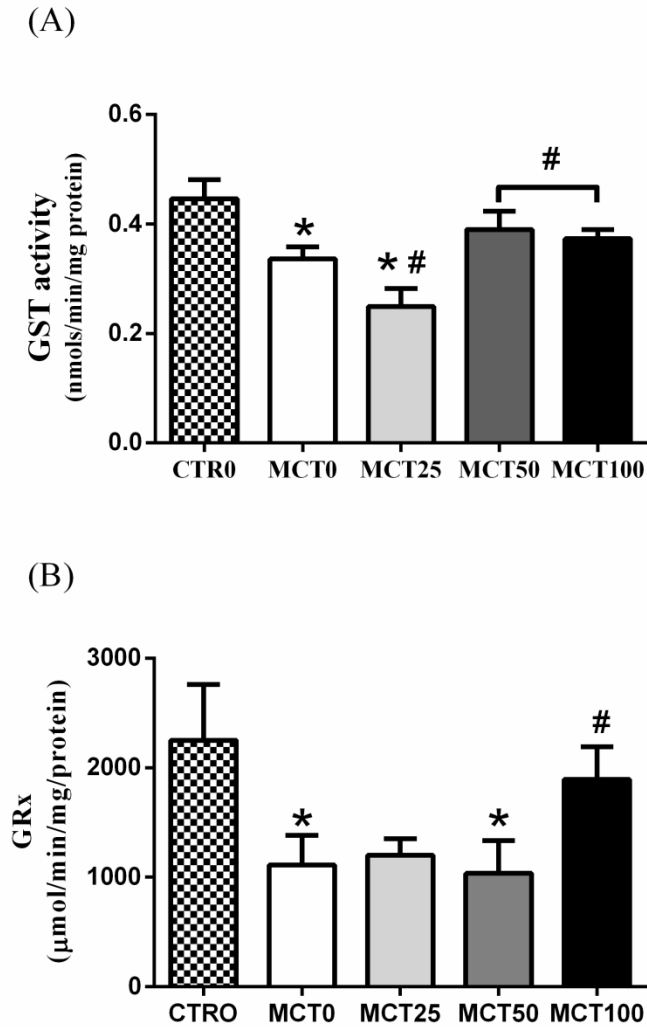 (A)
GST activity
(nmols/min/mg protein)
0.6
0.4
0.2
0.0
*
* #
#
CTR0 MCT0 MCT25 MCT50 MCT100
(B)
GRx
(μmol/min/mg/protein)
3000
2000
1000
0
*
*
#
CTRO MCT0 MCT25 MCT50 MCT100